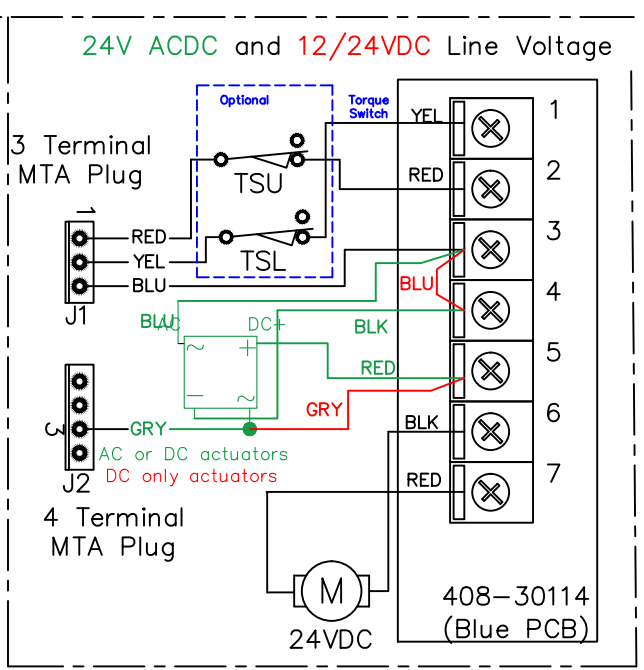 24V ACDC and 12/24VDC Line Voltage
Optional
Torque
Switch
YEL
1
3 Terminal
MTA Plug
TSU
RED
2
1
RED
YEL
BLU
TSL
3
J1
BLU
4
BLU
AC
DC+
BLK
RED
5
GRY
BLK
6
3
GRY
AC or DC actuators
DC only actuators
RED
7
J2
4 Terminal
MTA Plug
M
24VDC
408-30114
(Blue PCB)